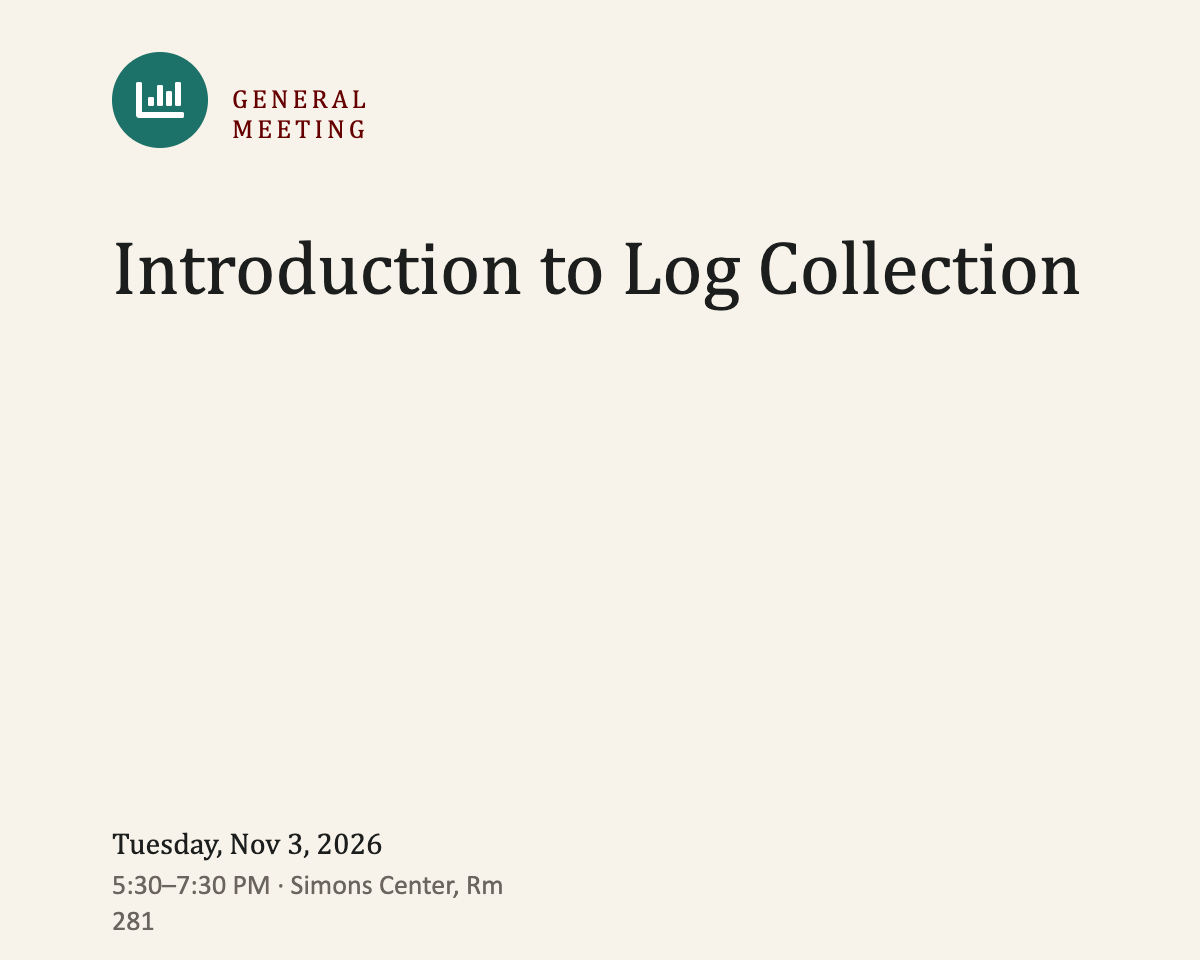 GENERAL
MEETING
Introduction to Log Collection
Tuesday, Nov 3, 2026
5:30–7:30 PM · Simons Center, Rm
281